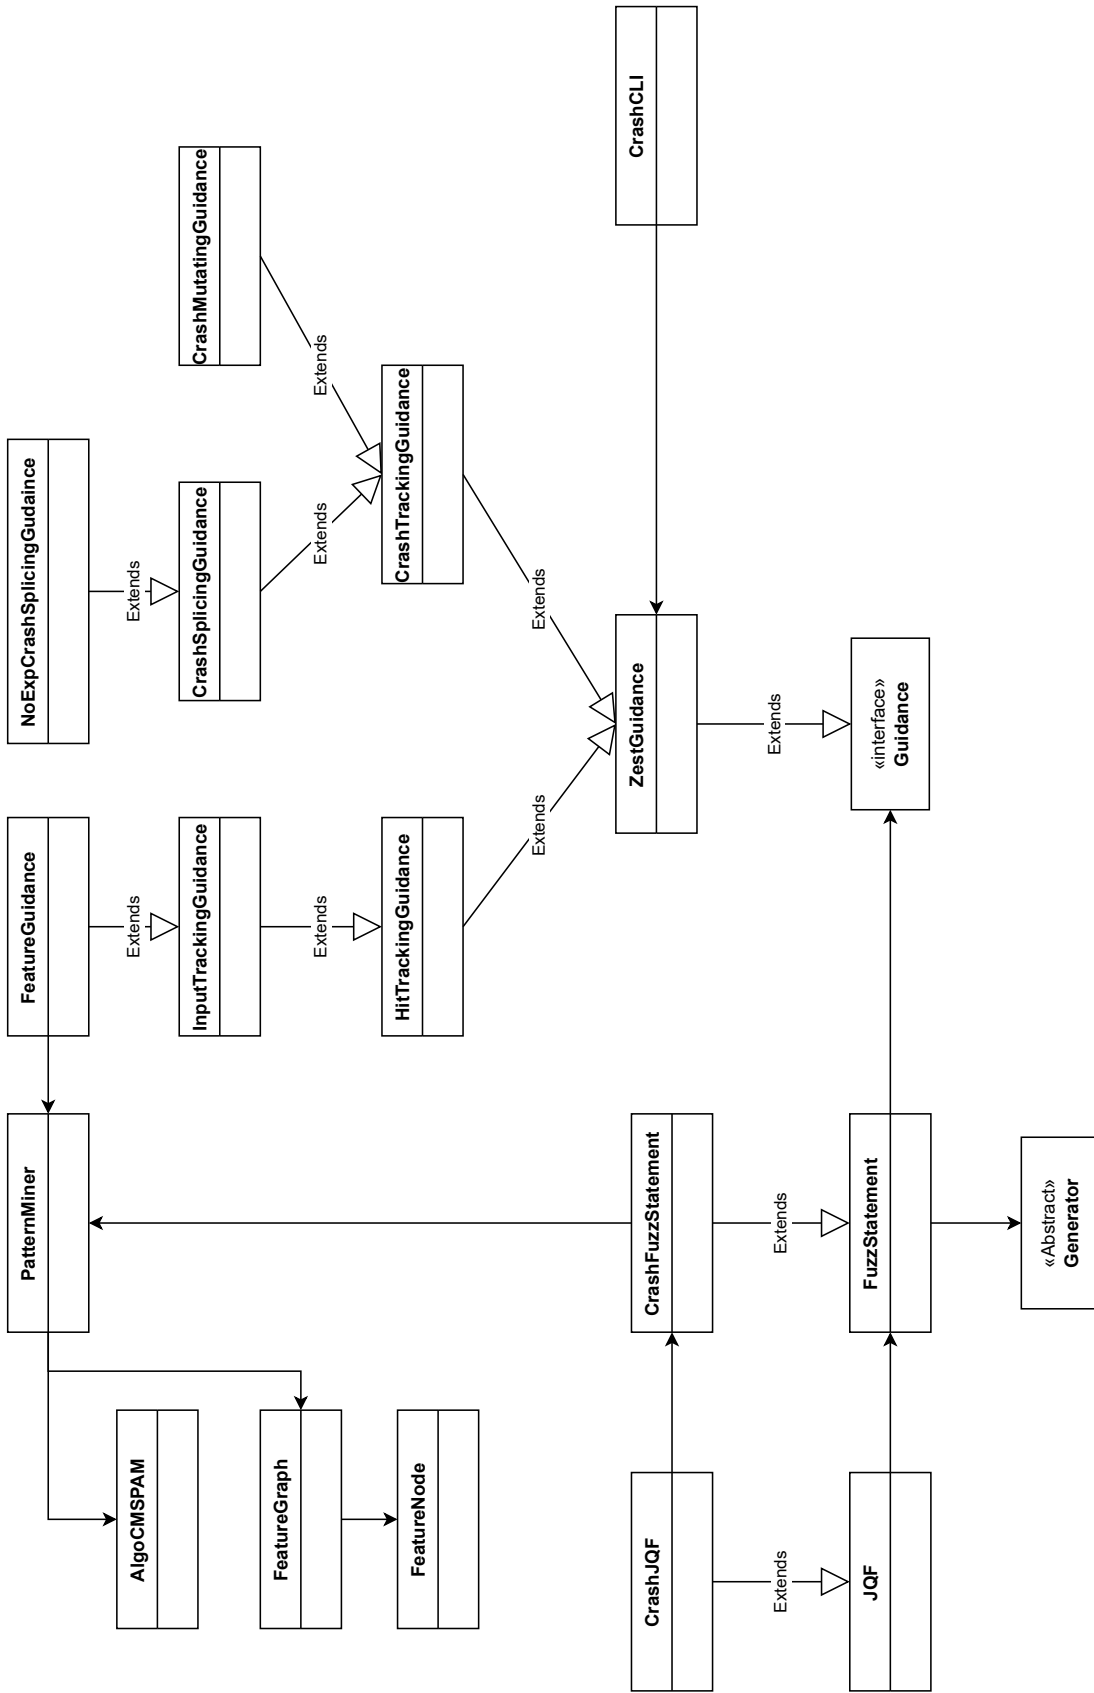 PatternMiner
FeatureGuidance
NoExpCrashSplicingGudaince
Extends
Extends
AlgoCMSPAM
InputTrackingGuidance
CrashSplicingGuidance
CrashMutatingGuidance
FeatureGraph
Extends
Extends
Extends
FeatureNode
HitTrackingGuidance
CrashTrackingGuidance
Extends
Extends
CrashJQF
CrashFuzzStatement
ZestGuidance
CrashCLI
Extends
Extends
Extends
JQF
FuzzStatement
«interface»
Guidance
«Abstract»
Generator